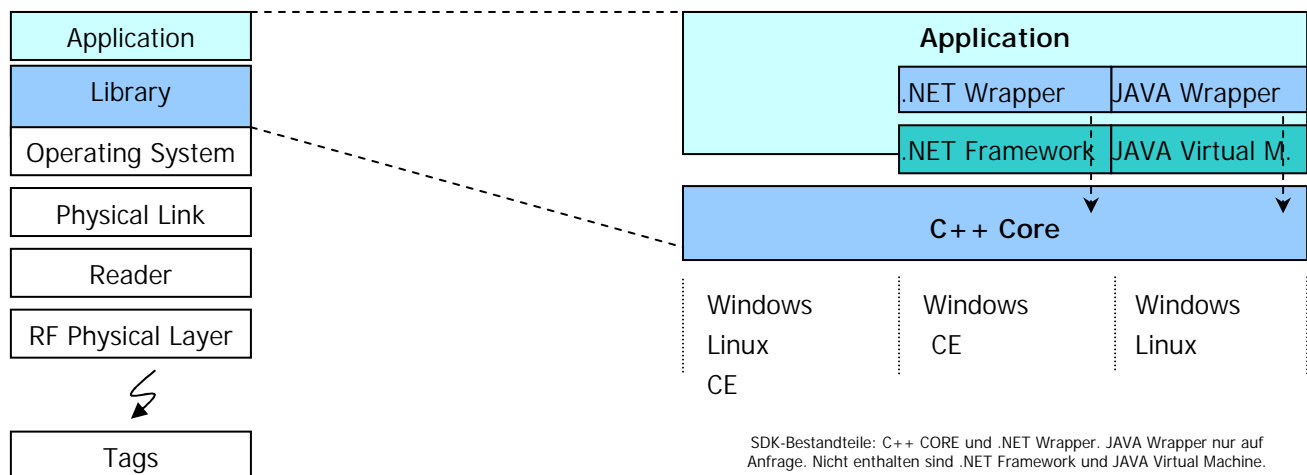 Application
Library
Operating System
Physical Link
Reader
RF Physical Layer
Tags
Application
.NET Wrapper
JAVA Wrapper
.NET Framework
JAVA Virtual M.
C++ Core
Windows
Linux
CE
Windows
CE
Windows
Linux
SDK-Bestandteile: C++ CORE und .NET Wrapper. JAVA Wrapper nur auf
Anfrage. Nicht enthalten sind .NET Framework und JAVA Virtual Machine.